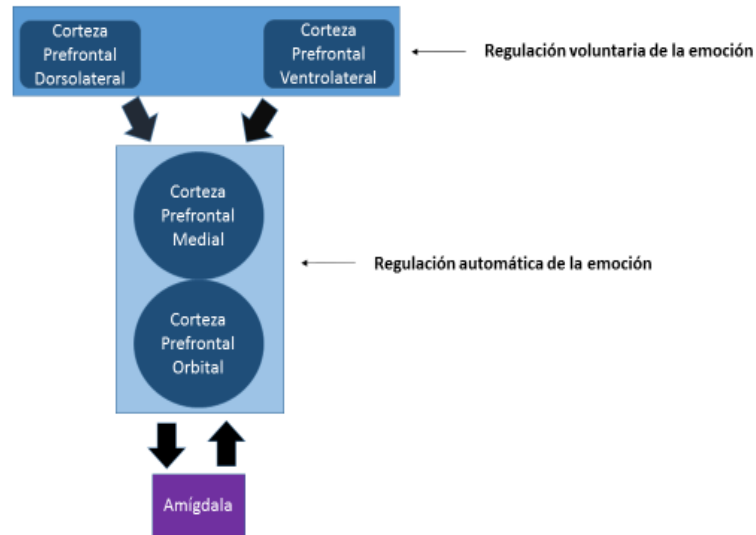 Corteza
Prefrontal
Dorsolateral
Corteza
Prefrontal
Ventrolateral
Regulación voluntaria de la emoción
Corteza
Prefrontal
Medial
Regulación automática de la emoción
Corteza
Prefrontal
Orbital
Amígdala